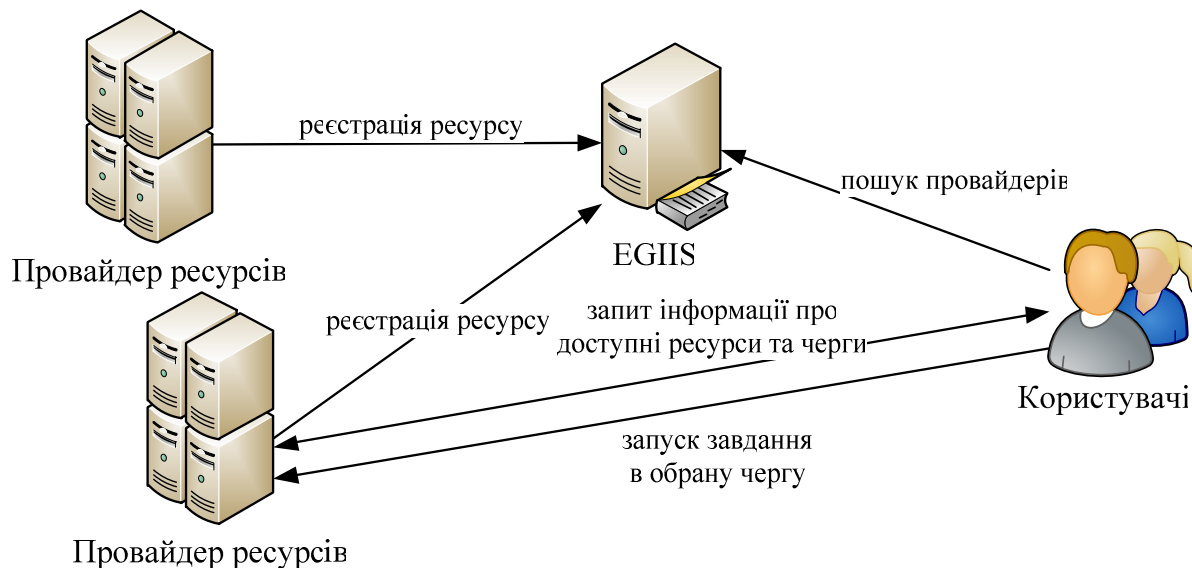 реєстрація ресурсу
пошук провайдерів
EGIIS
Провайдер ресурсів
реєстрація ресурсу
запит інформації про
доступні ресурси та черги
Користувачі
запуск завдання
в обрану чергу
Провайдер ресурсів